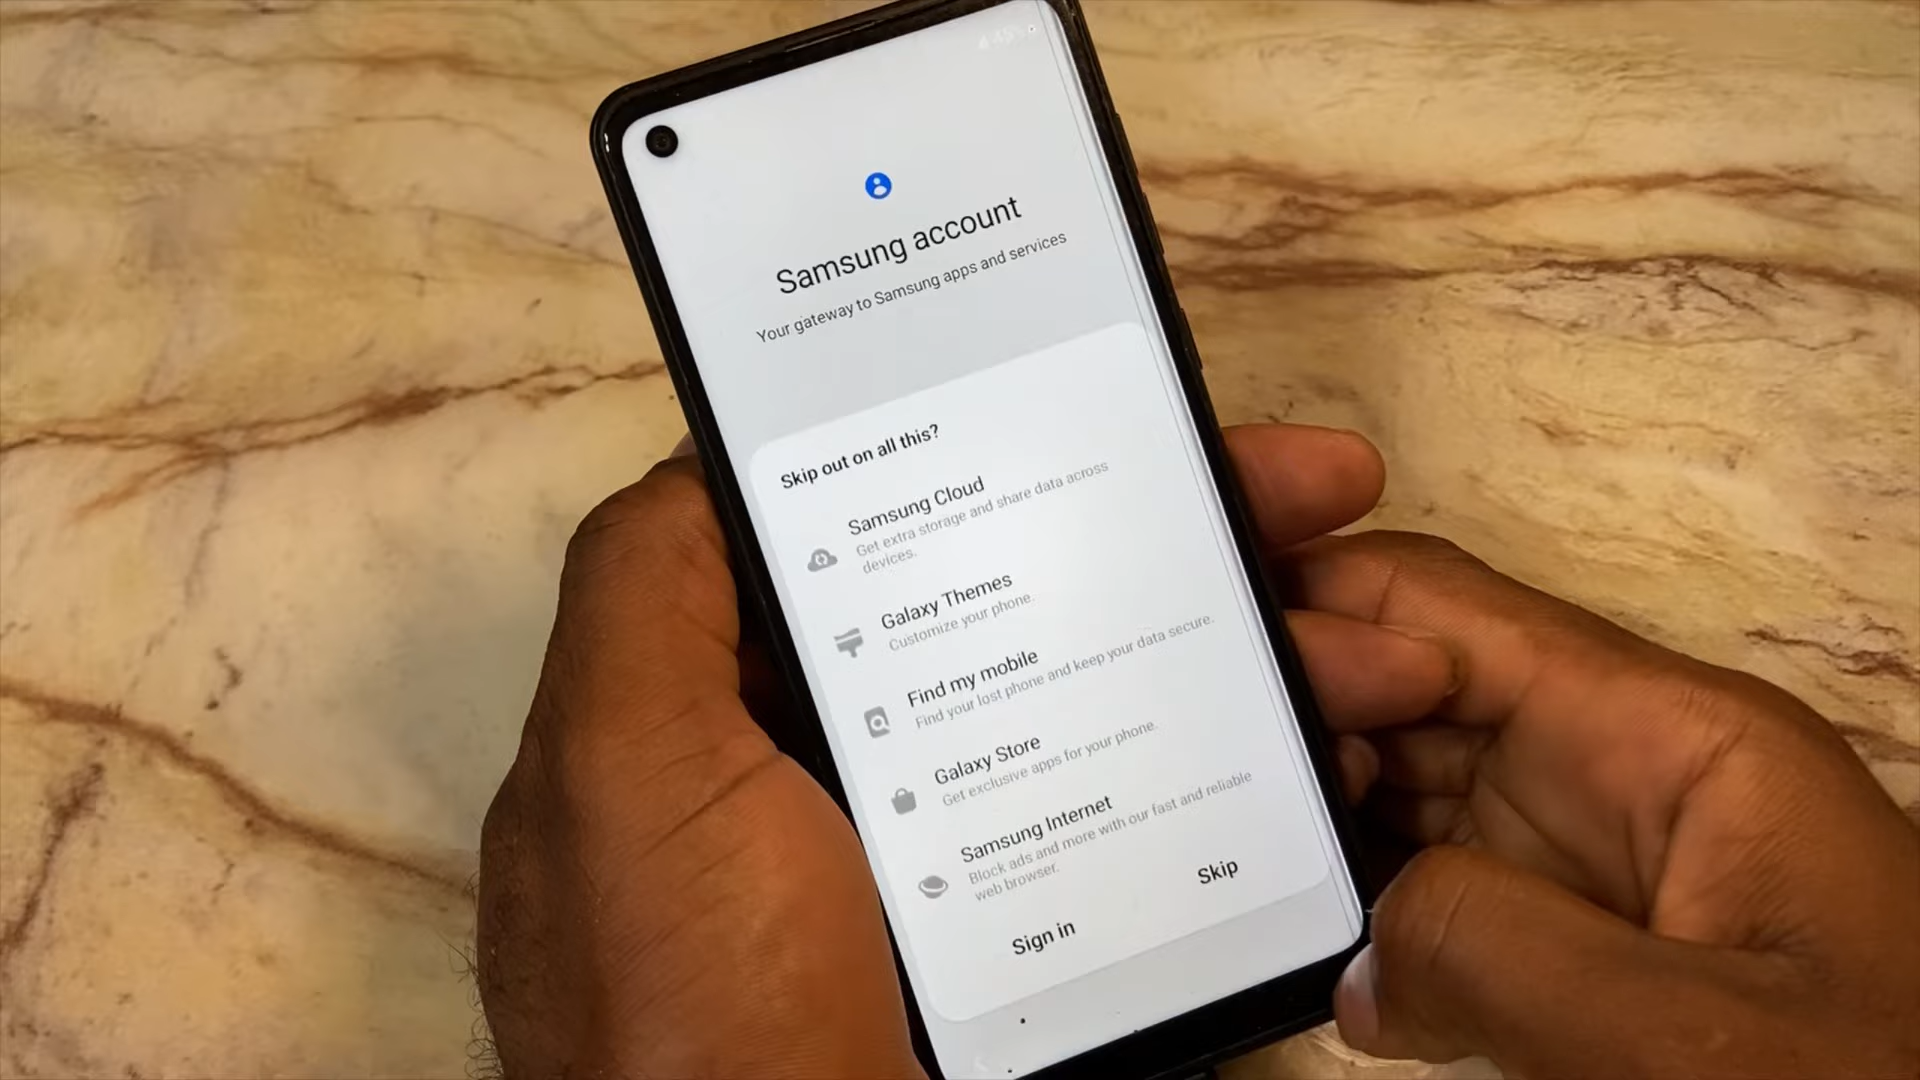 Samsung account
Your gateway to Samsung apps and services
Skip out on all this?
Samsung Cloud
Get extra storage and share data across
devices.
Galaxy Themes
Customize your phone.
Find my mobile
Find your lost phone and keep your data secure.
Galaxy Store
Get exclusive apps for your phone.
Samsung Internet
Block ads and more with our fast and reliable
web browser.
Sign in
Skip